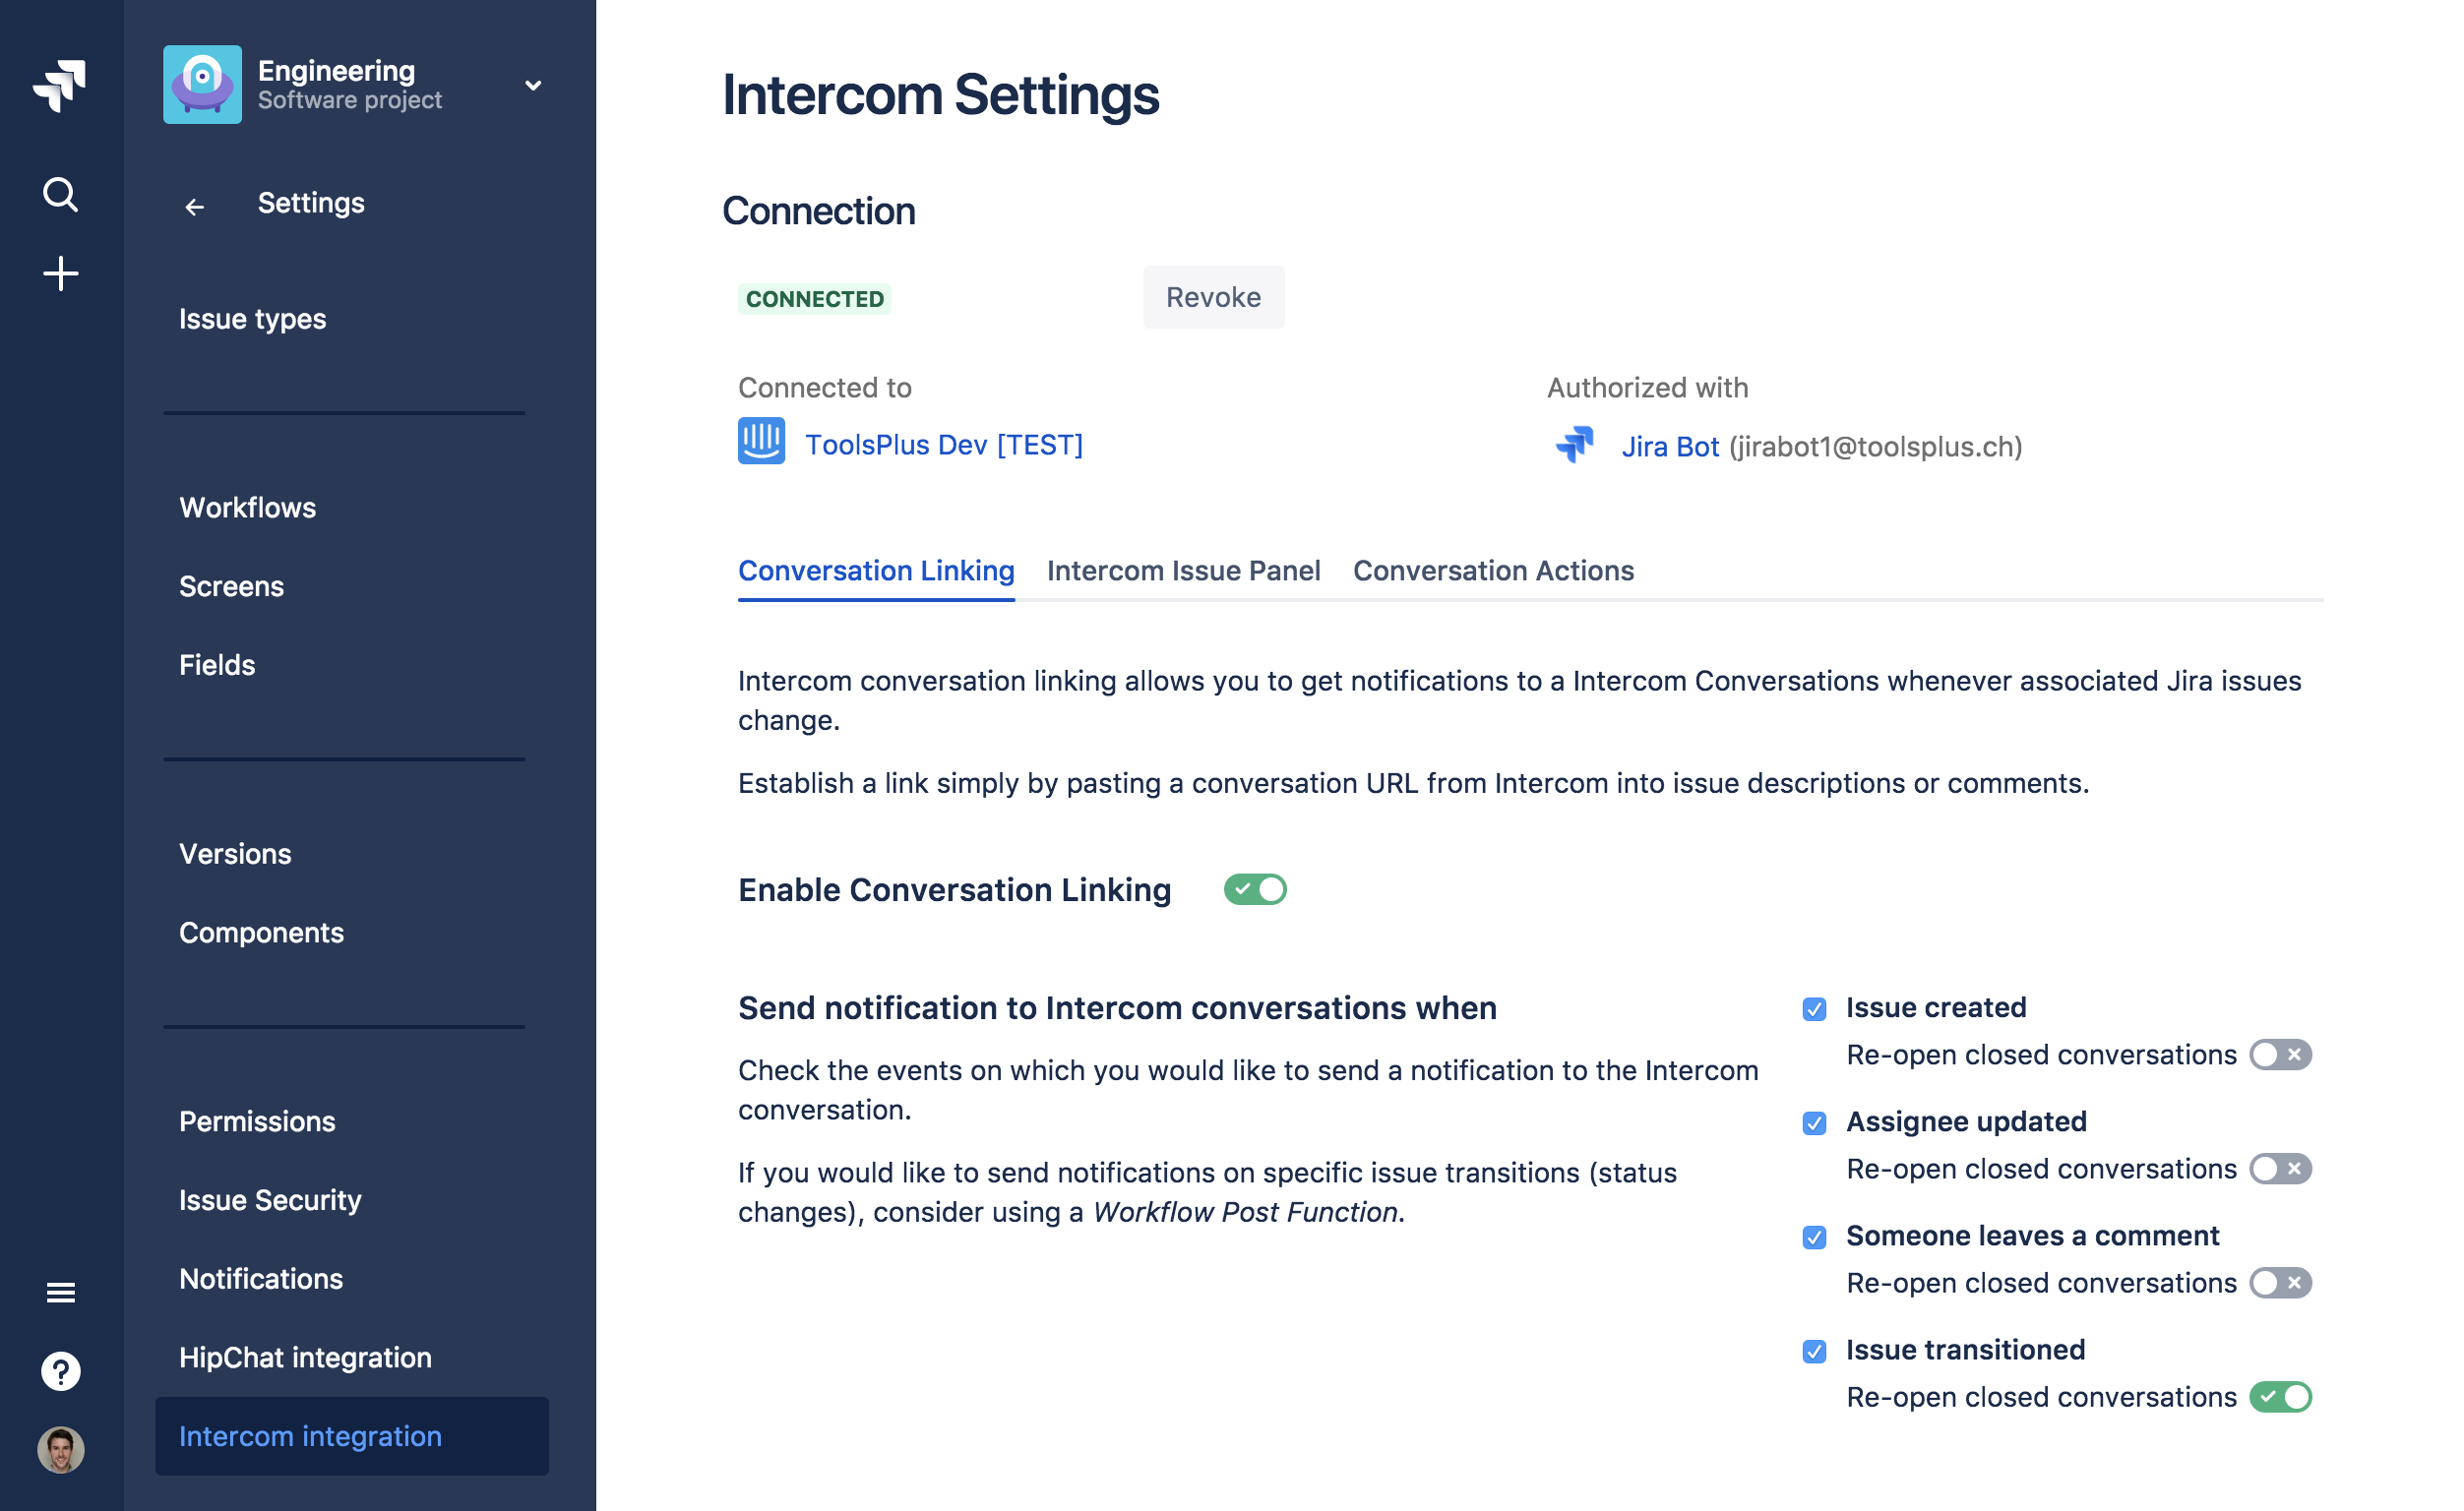 Engineering
Software project
Settings
Issue types
Workflows
Screens
Fields
Versions
Components
Permissions
Issue Security
Notifications
HipChat integration
Intercom integration
Intercom Settings
Connection
CONNECTED
Revoke
Connected to
ToolsPlus Dev [TEST]
Authorized with
Jira Bot (jirabot1@toolsplus.ch)
Conversation Linking
Intercom Issue Panel
Conversation Actions
Intercom conversation linking allows you to get notifications to a Intercom Conversations whenever associated Jira issues
change.
Establish a link simply by pasting a conversation URL from Intercom into issue descriptions or comments.
Enable Conversation Linking
Send notification to Intercom conversations when
Check the events on which you would like to send a notification to the Intercom
conversation.
If you would like to send notifications on specific issue transitions (status
changes), consider using a Workflow Post Function.
Issue created
Re-open closed conversations
Assignee updated
Re-open closed conversations
Someone leaves a comment
Re-open closed conversations
Issue transitioned
Re-open closed conversations